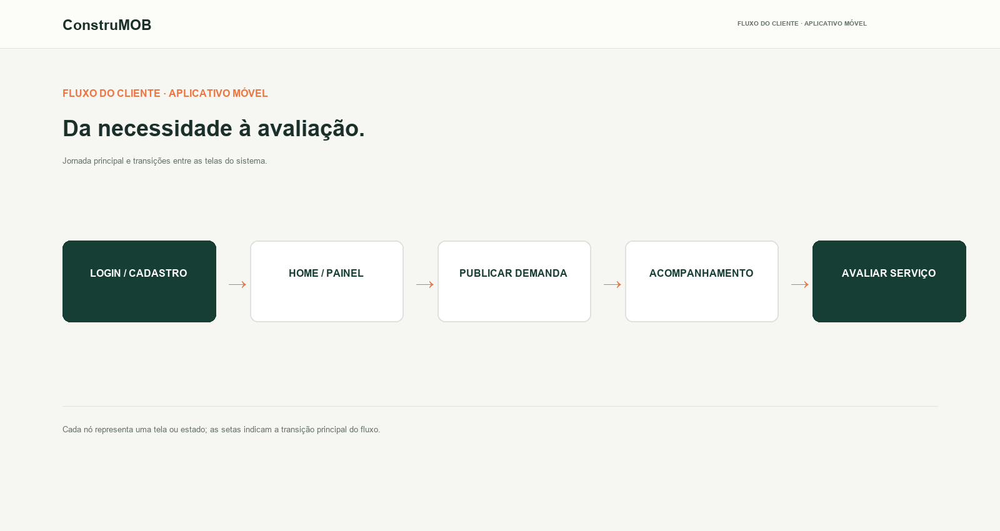 ConstruMOB
FLUXO DO CLIENTE · APLICATIVO MÓVEL
FLUXO DO CLIENTE · APLICATIVO MÓVEL
Da necessidade à avaliação.
Jornada principal e transições entre as telas do sistema.
LOGIN / CADASTRO
→
HOME / PAINEL
→
PUBLICAR DEMANDA
→
ACOMPANHAMENTO
→
AVALIAR SERVIÇO
Cada nó representa uma tela ou estado; as setas indicam a transição principal do fluxo.